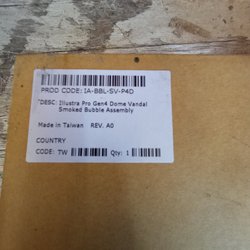 PROD CODE: IA-BBL-SV-P4D
*DESC: Illustra Pro Gen4 Dome Vandal
Smoked Bubble Assembly
Made in Taiwan REV. A0
COUNTRY
CODE: TW Qty: 1